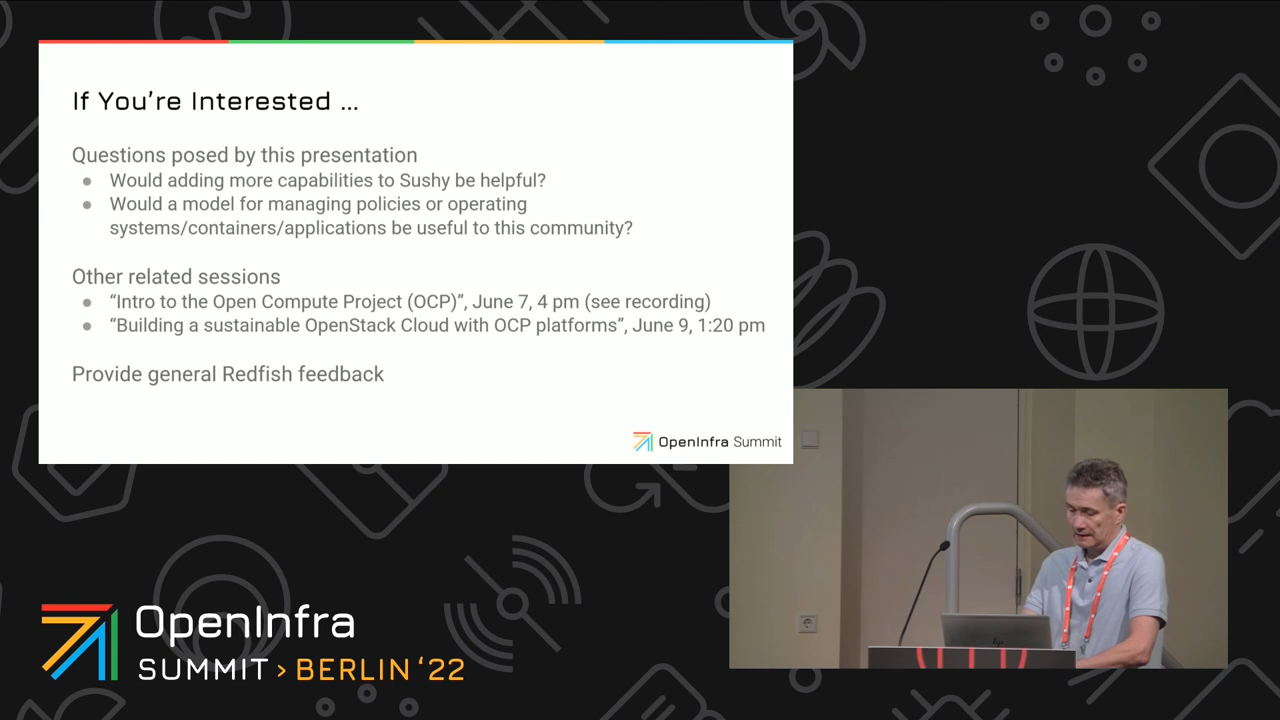 If You're Interested ...
Questions posed by this presentation
● Would adding more capabilities to Sushy be helpful?
● Would a model for managing policies or operating
systems/containers/applications be useful to this community?
Other related sessions
● “Intro to the Open Compute Project (OCP)”, June 7, 4 pm (see recording)
● “Building a sustainable OpenStack Cloud with OCP platforms”, June 9, 1:20 pm
Provide general Redfish feedback
OpenInfra Summit
hp
OpenInfra
SUMMIT > BERLIN ‘22